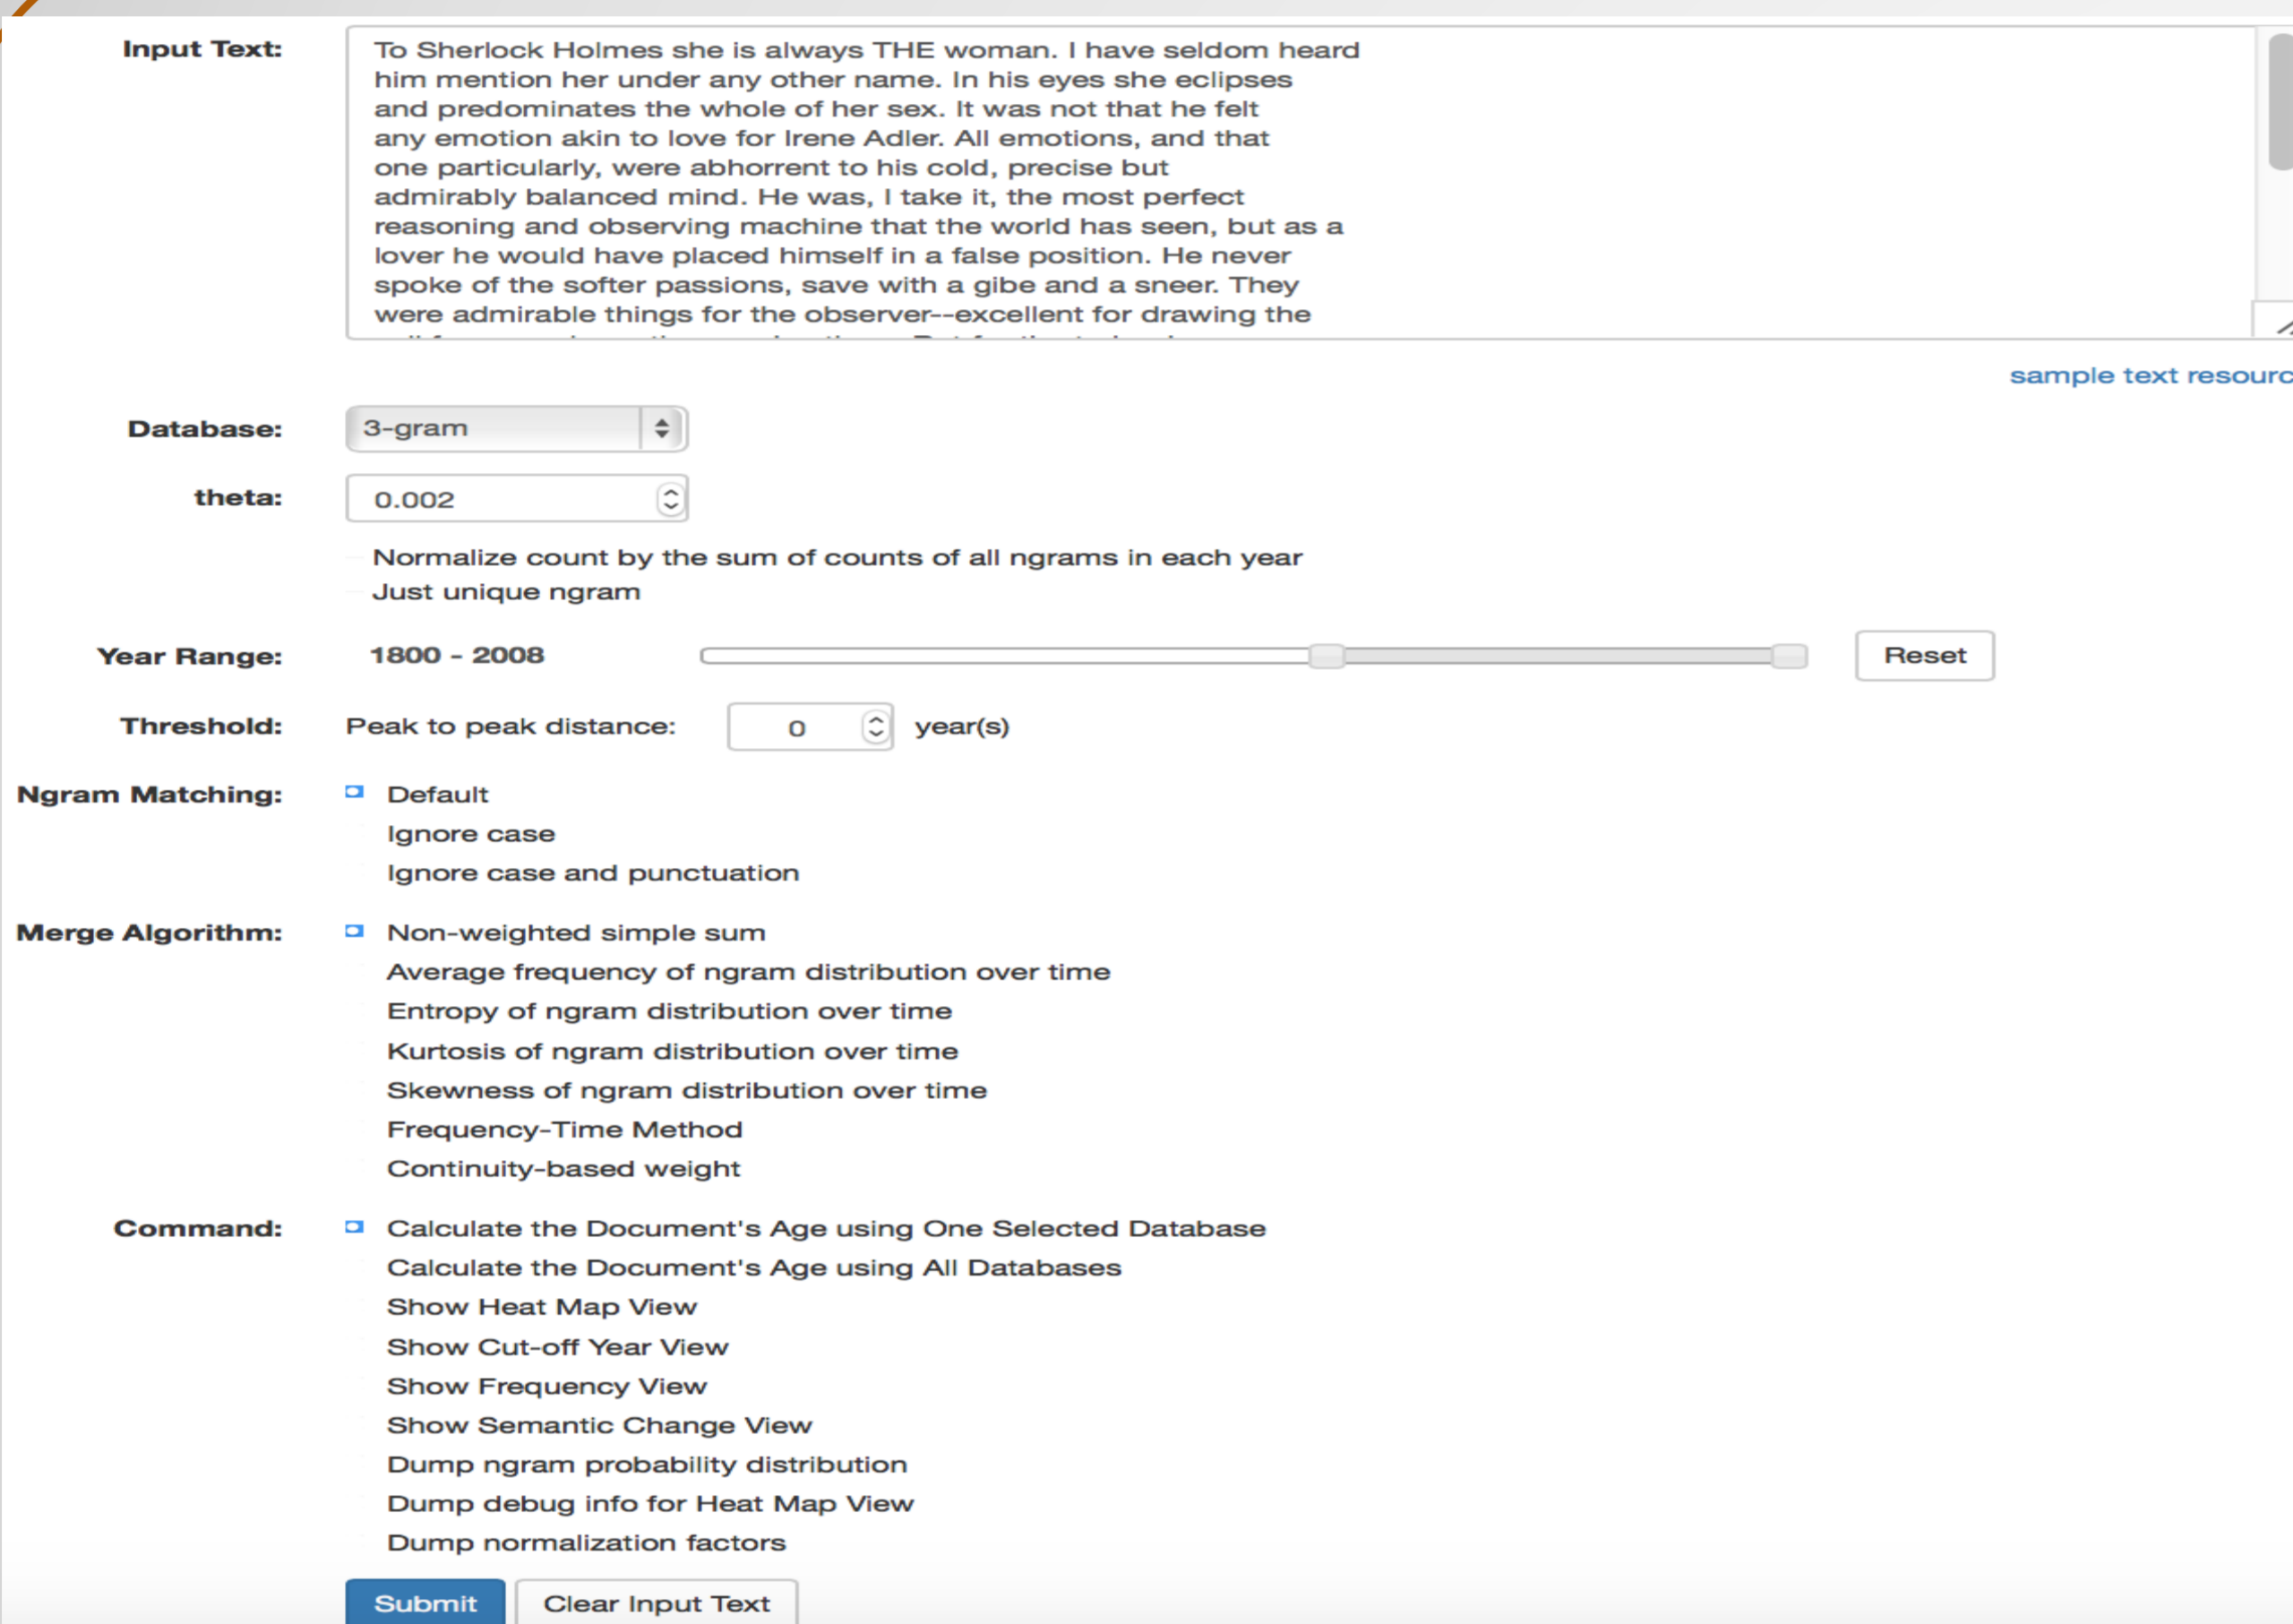 Input Text:
To Sherlock Holmes she is always THE woman. I have seldom heard
him mention her under any other name. In his eyes she eclipses
and predominates the whole of her sex. It was not that he felt
any emotion akin to love for Irene Adler. All emotions, and that
one particularly, were abhorrent to his cold, precise but
admirably balanced mind. He was, I take it, the most perfect
reasoning and observing machine that the world has seen, but as a
lover he would have placed himself in a false position. He never
spoke of the softer passions, save with a gibe and a sneer. They
were admirable things for the observer--excellent for drawing the
sample text resourc
Database: 3-gram
theta: 0.002
Normalize count by the sum of counts of all ngrams in each year
Just unique ngram
Year Range: 1800 - 2008 Reset
Threshold: Peak to peak distance: 0 year(s)
Ngram Matching: Default
Ignore case
Ignore case and punctuation
Merge Algorithm: Non-weighted simple sum
Average frequency of ngram distribution over time
Entropy of ngram distribution over time
Kurtosis of ngram distribution over time
Skewness of ngram distribution over time
Frequency-Time Method
Continuity-based weight
Command: Calculate the Document's Age using One Selected Database
Calculate the Document's Age using All Databases
Show Heat Map View
Show Cut-off Year View
Show Frequency View
Show Semantic Change View
Dump ngram probability distribution
Dump debug info for Heat Map View
Dump normalization factors
Submit Clear Input Text